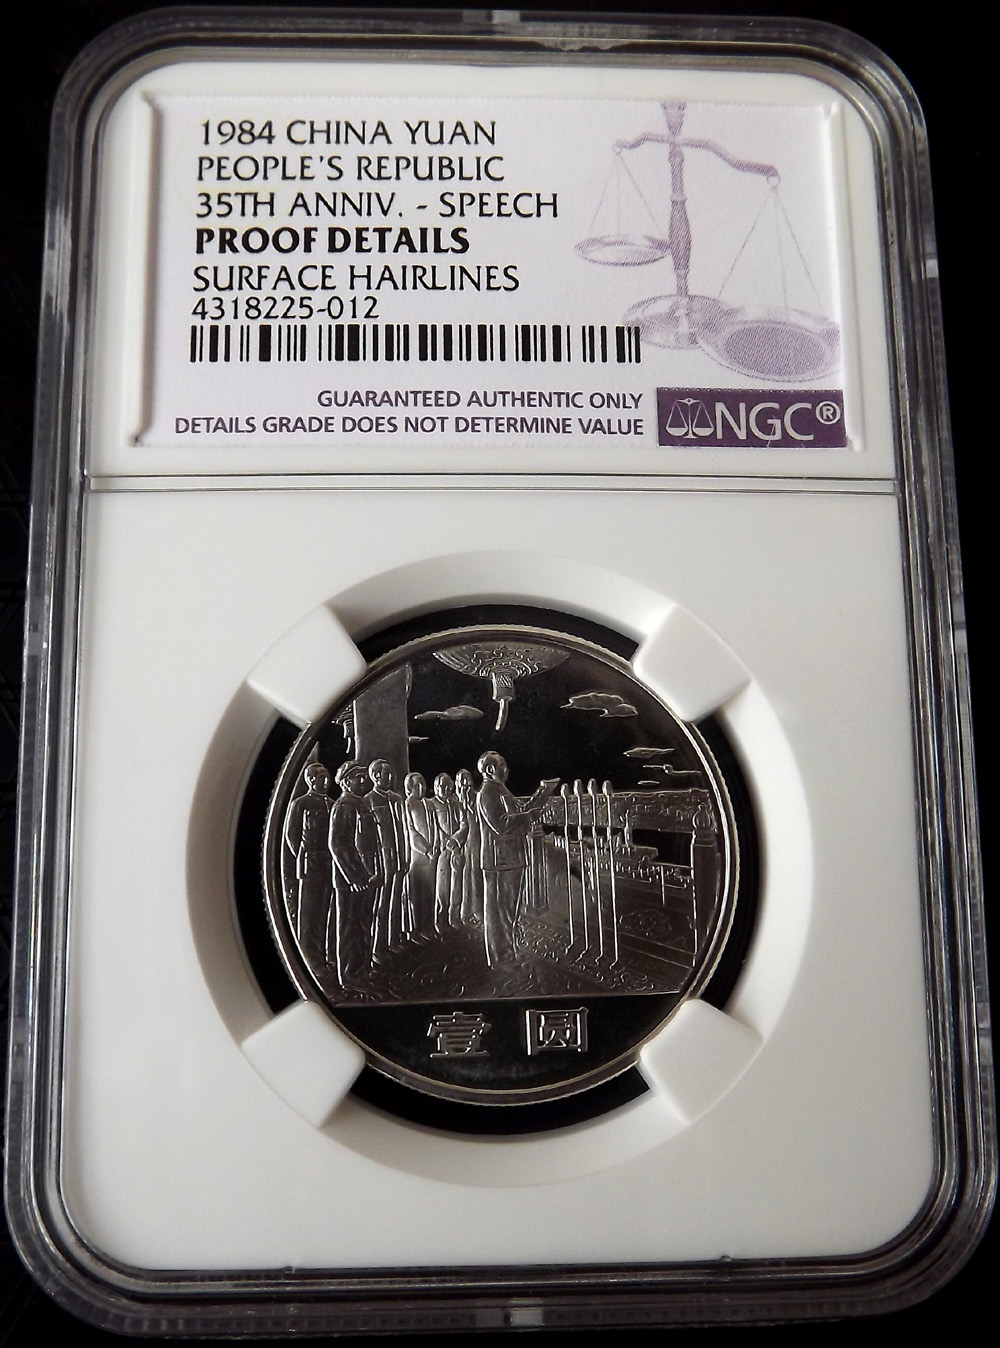 1984 CHINA YUAN
PEOPLE'S REPUBLIC
35TH ANNIV. - SPEECH
PROOF DETAILS
SURFACE HAIRLINES
4318225-012
GUARANTEED AUTHENTIC ONLY
DETAILS GRADE DOES NOT DETERMINE VALUE
NGC®
壹圆